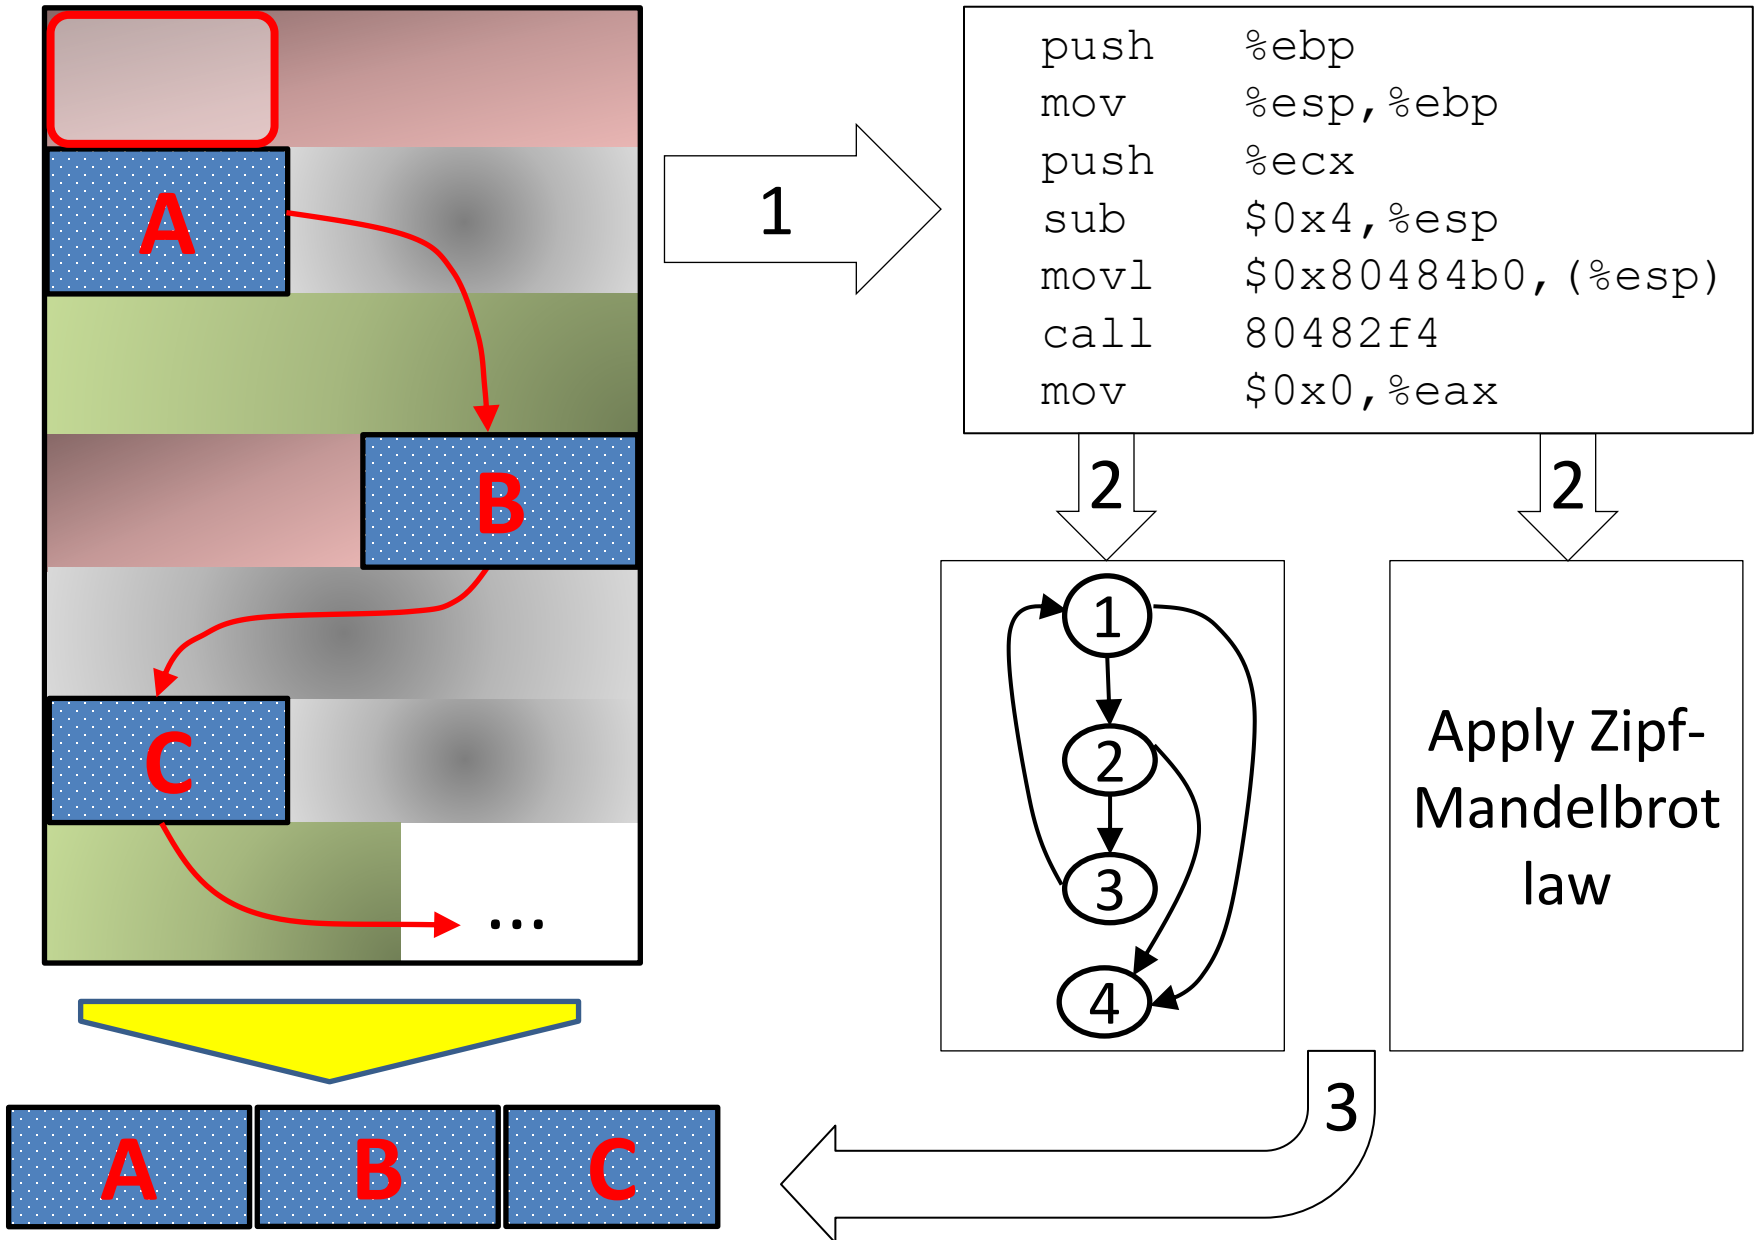 A
B
C
...
1
push %ebp
mov %esp,%ebp
push %ecx
sub $0x4,%esp
movl $0x80484b0,(%esp)
call 80482f4
mov $0x0,%eax
2
2
1
2
3
4
Apply Zipf-
Mandelbrot
law
3
A B C